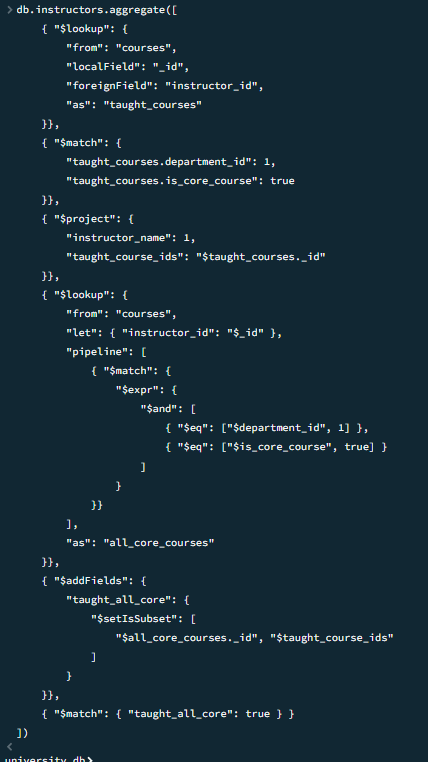 > db.instructors.aggregate([
{ "$lookup": {
"from": "courses",
"localField": "_id",
"foreignField": "instructor_id",
"as": "taught_courses"
}},
{ "$match": {
"taught_courses.department_id": 1,
"taught_courses.is_core_course": true
}},
{ "$project": {
"instructor_name": 1,
"taught_course_ids": "$taught_courses._id"
}},
{ "$lookup": {
"from": "courses",
"let": { "instructor_id": "$_id" },
"pipeline": [
{ "$match": {
"$expr": {
"$and": [
{ "$eq": ["$department_id", 1] },
{ "$eq": ["$is_core_course", true] }
]
}
}}
],
"as": "all_core_courses"
}},
{ "$addFields": {
"taught_all_core": {
"$setIsSubset": [
"$all_core_courses._id", "$taught_course_ids"
]
}
}},
{ "$match": { "taught_all_core": true } }
])
<
university_db>